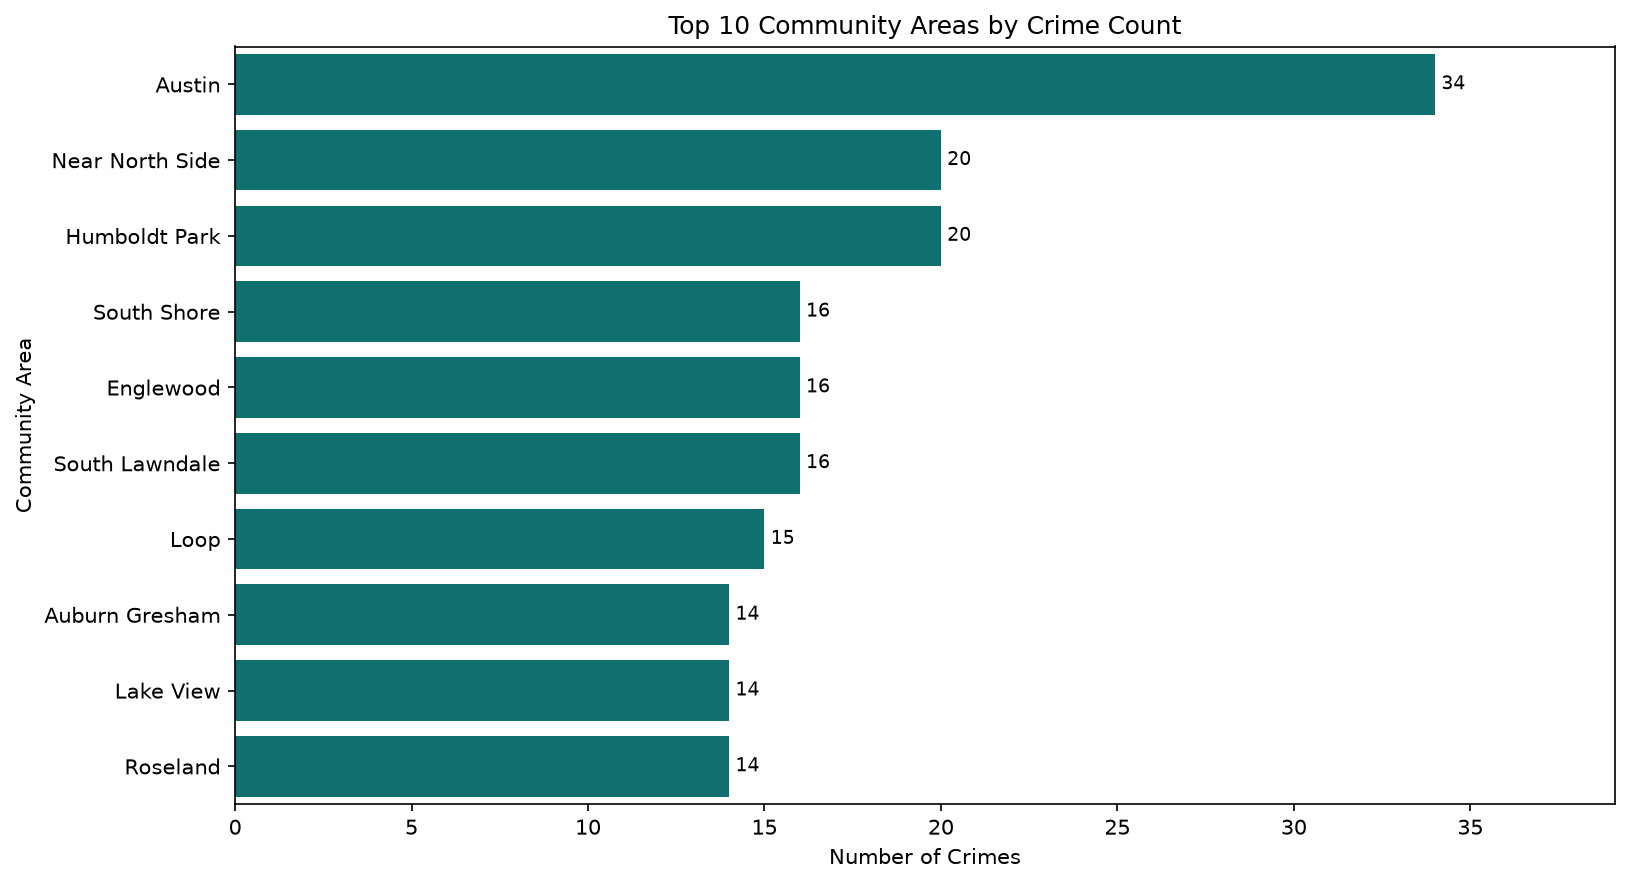 Top 10 Community Areas by Crime Count
Community Area
Austin 34
Near North Side 20
Humboldt Park 20
South Shore 16
Englewood 16
South Lawndale 16
Loop 15
Auburn Gresham 14
Lake View 14
Roseland 14
0 5 10 15 20 25 30 35
Number of Crimes